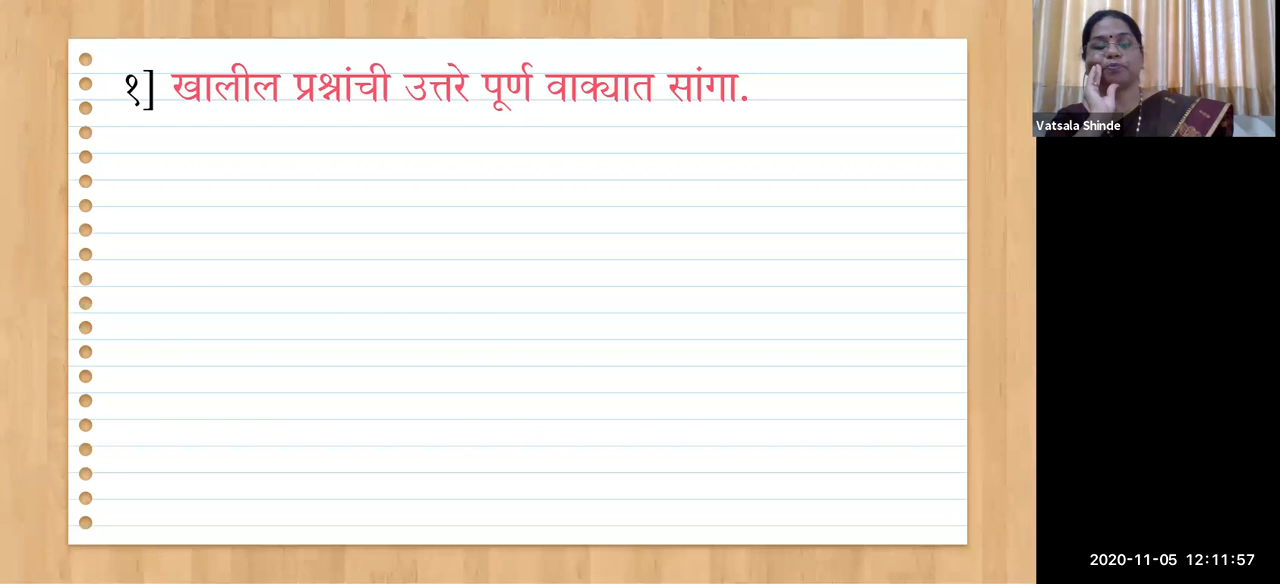 १] खालील प्रश्नांची उत्तरे पूर्ण वाक्यात सांगा.
Vatsala Shinde
2020-11-05 12:11:57